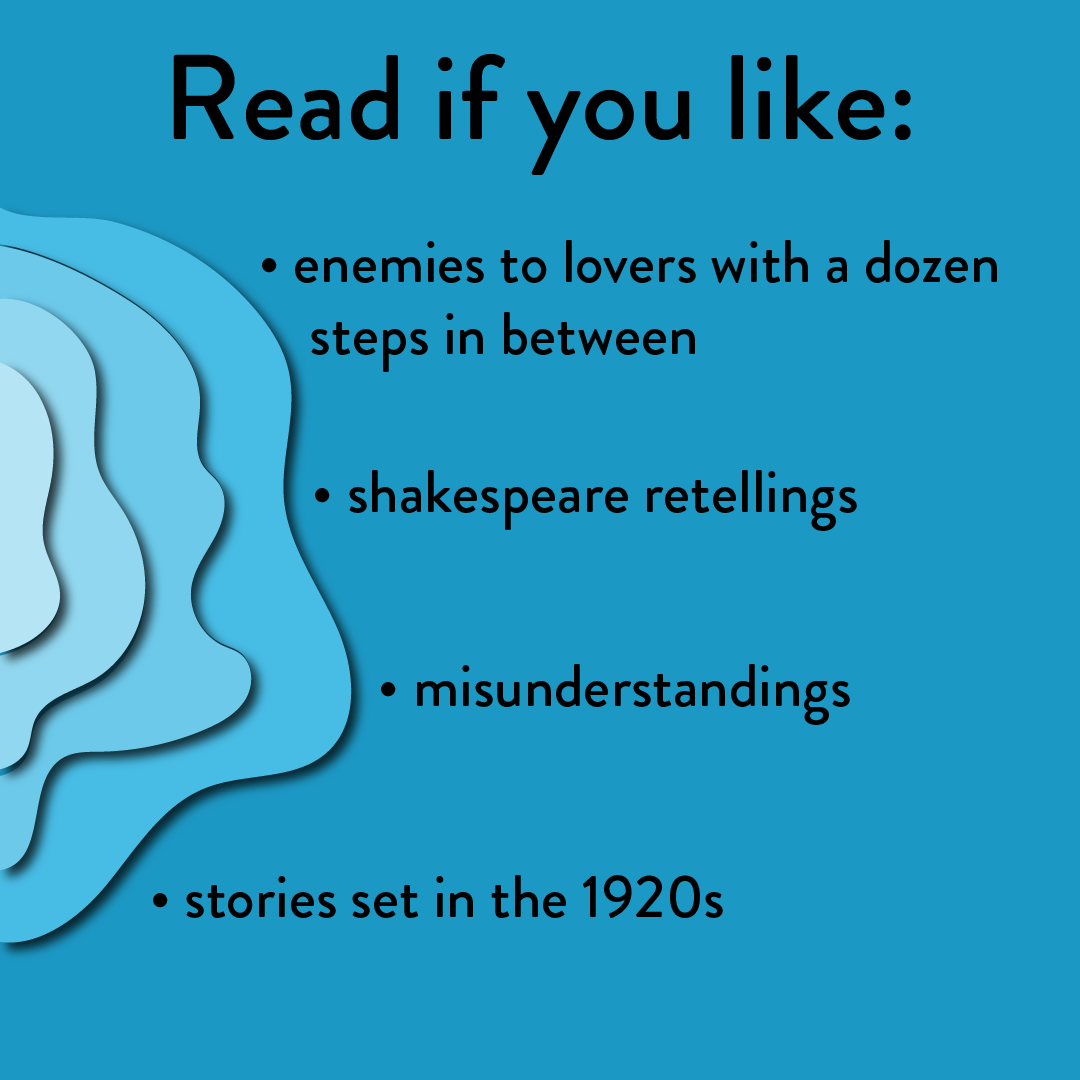 Read if you like:
• enemies to lovers with a dozen
steps in between
• shakespeare retellings
• misunderstandings
• stories set in the 1920s